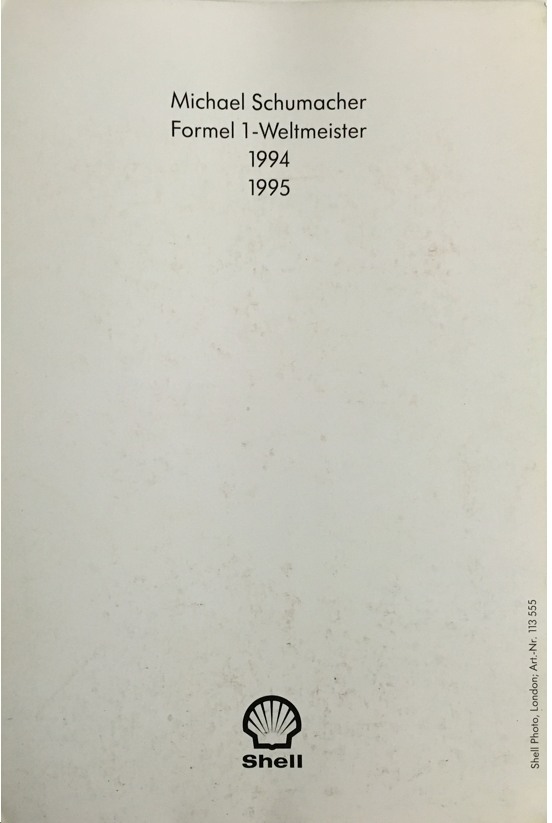 Michael Schumacher
Formel 1-Weltmeister
1994
1995
Shell
Shell Photo, London; Art.-Nr. 113 555